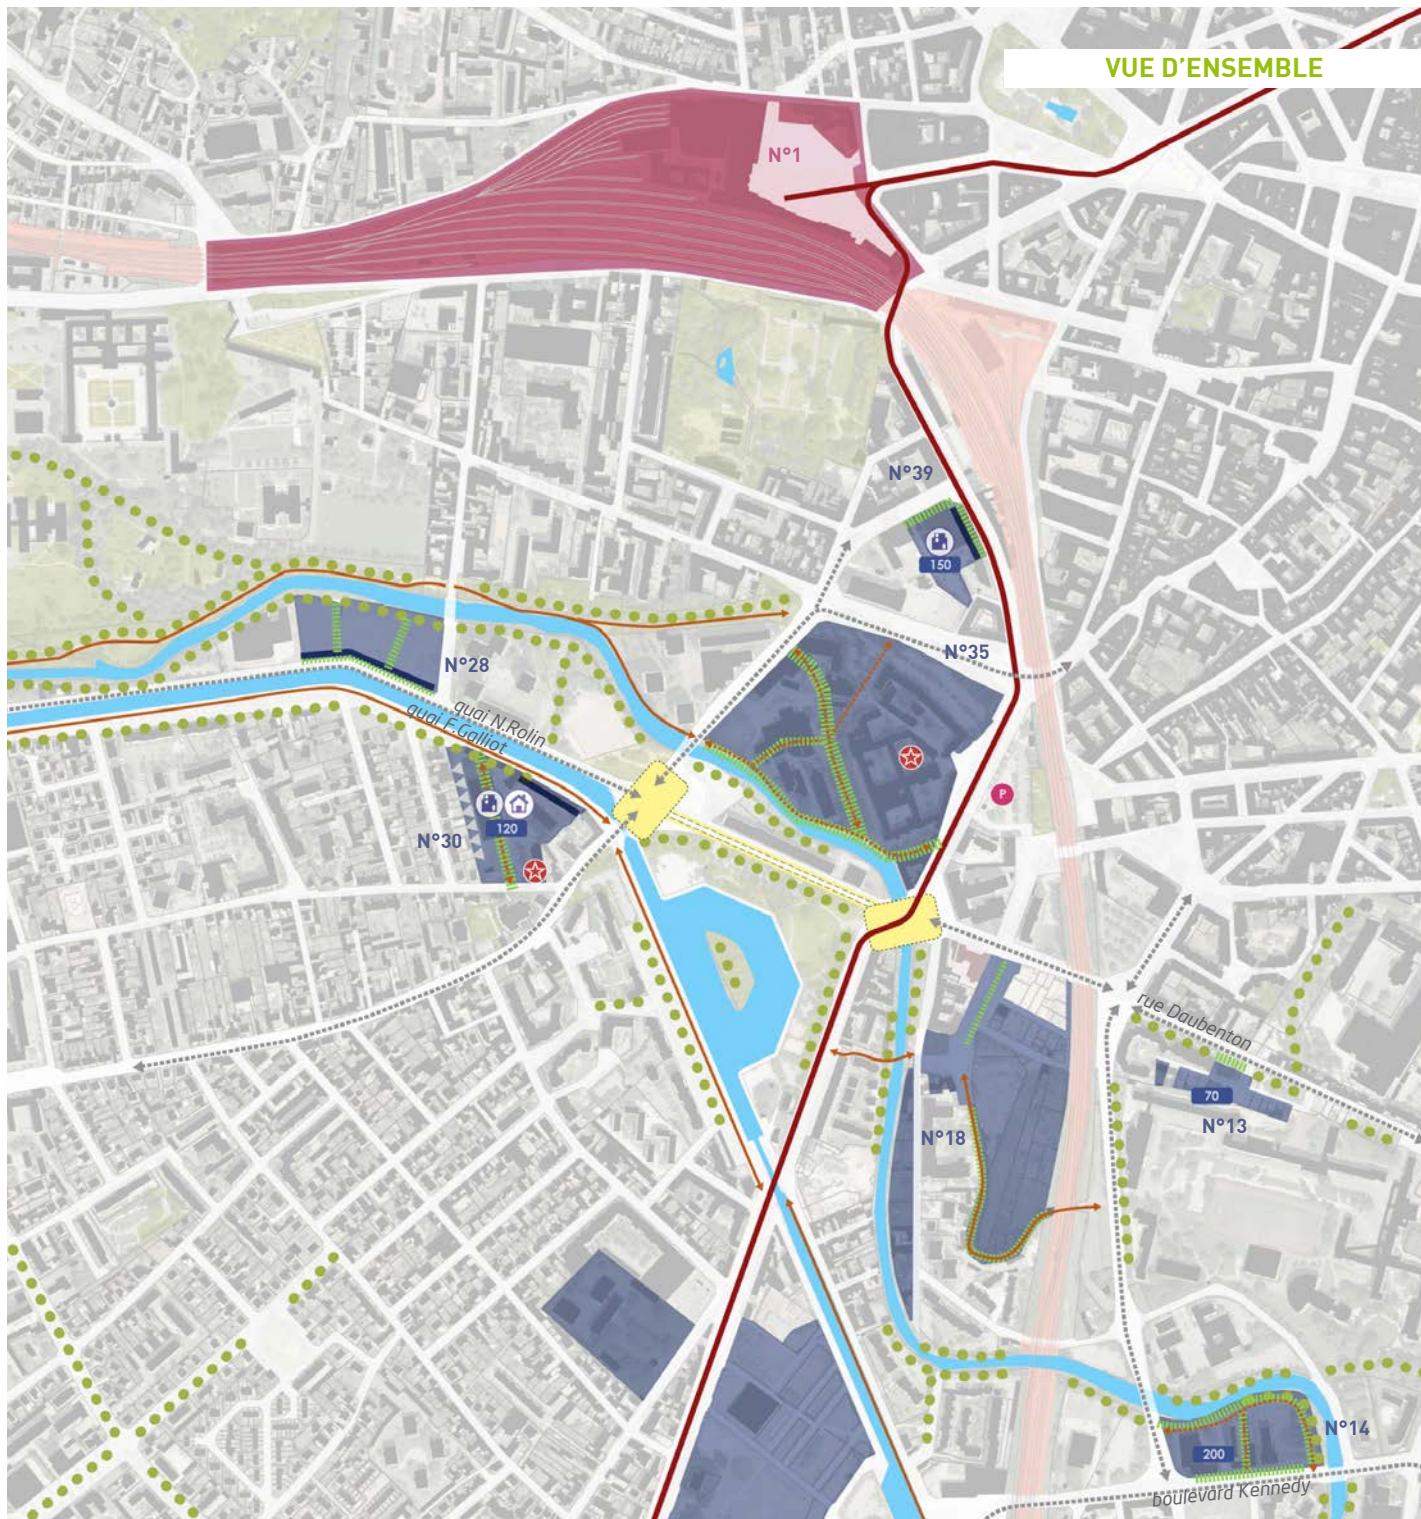 VUE D'ENSEMBLE
N°1
N°39
150
N°28
N°35
quai N.Rolin
quai F.Galliot
P
N°30
120
rue Daubenton
70
N°13
N°18
N°14
200
boulevard Kennedy